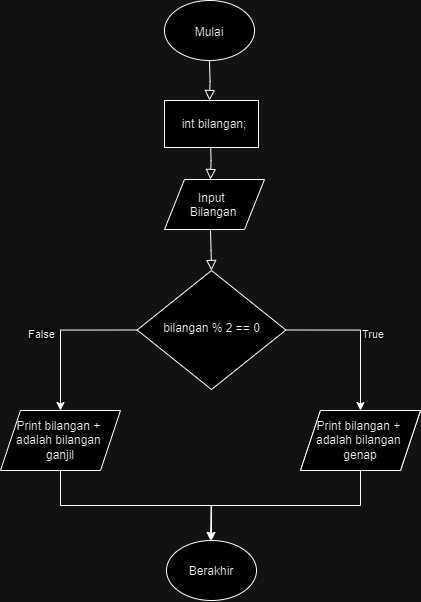 Mulai
int bilangan;
Input
Bilangan
bilangan % 2 == 0
False
True
Print bilangan +
adalah bilangan
ganjil
Print bilangan +
adalah bilangan
genap
Berakhir